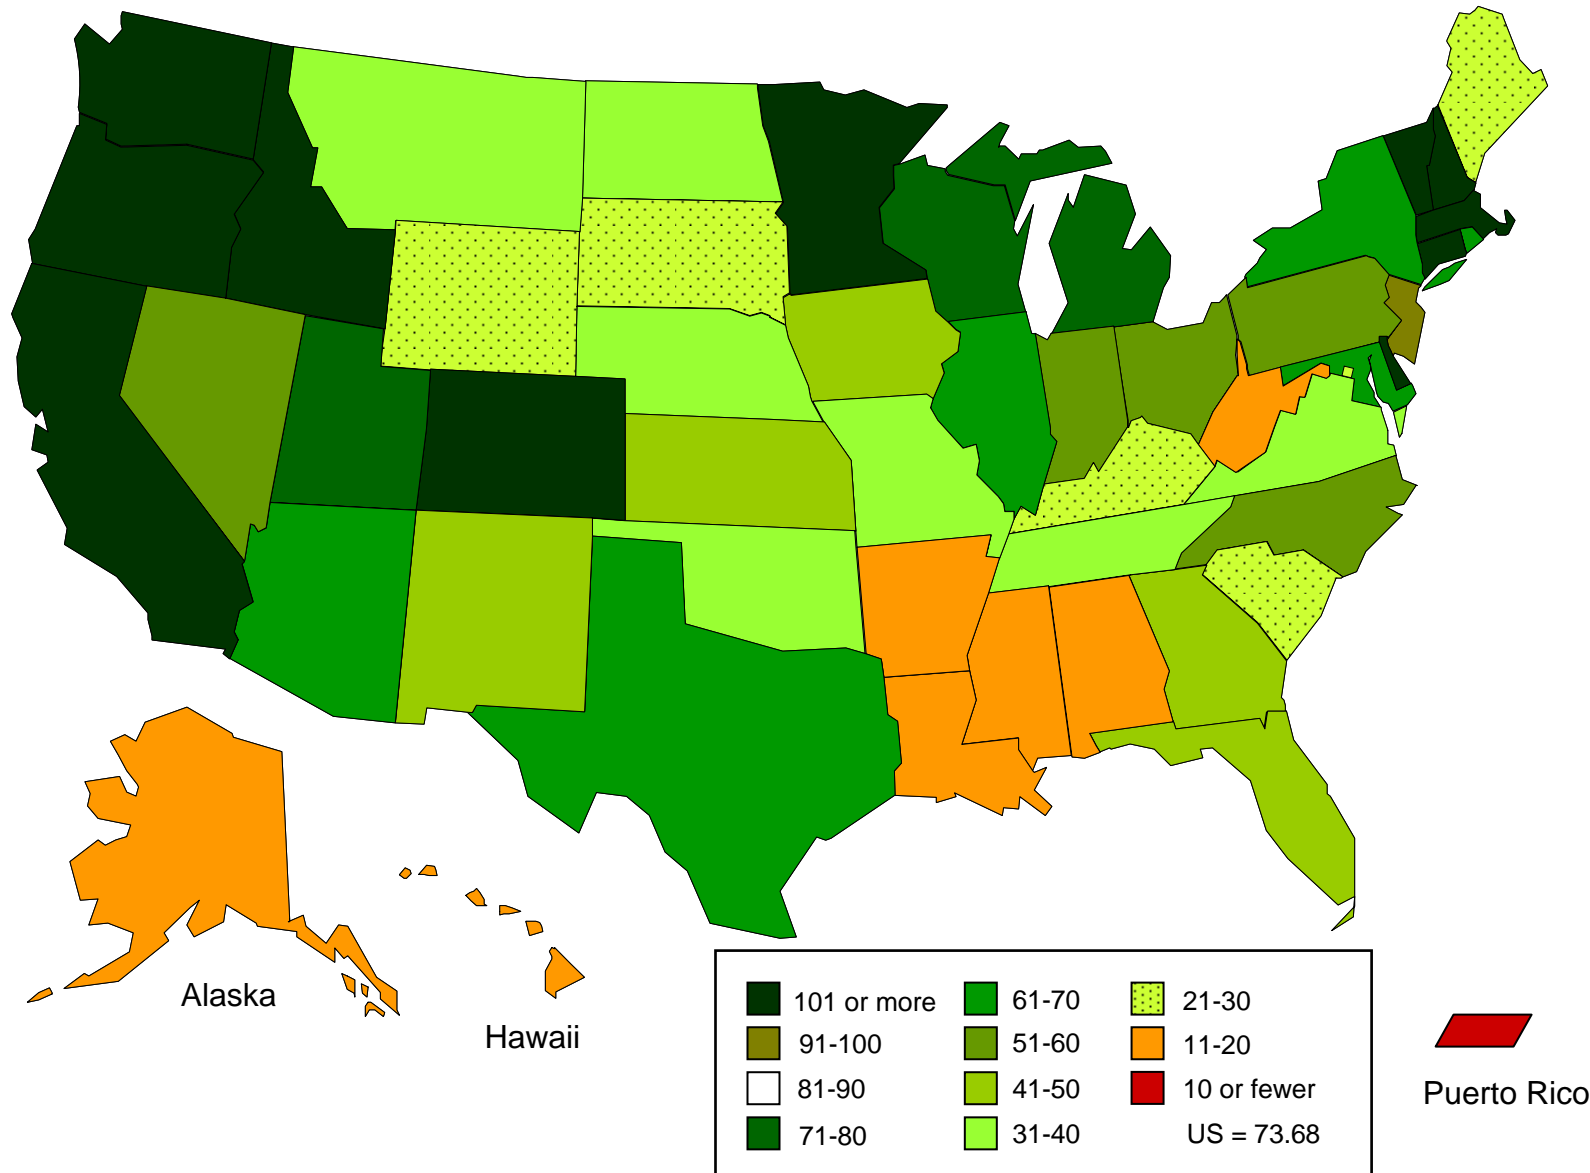 Alaska
Hawaii
101 or more
91-100
81-90
71-80
61-70
51-60
41-50
31-40
21-30
11-20
10 or fewer
US = 73.68
Puerto Rico